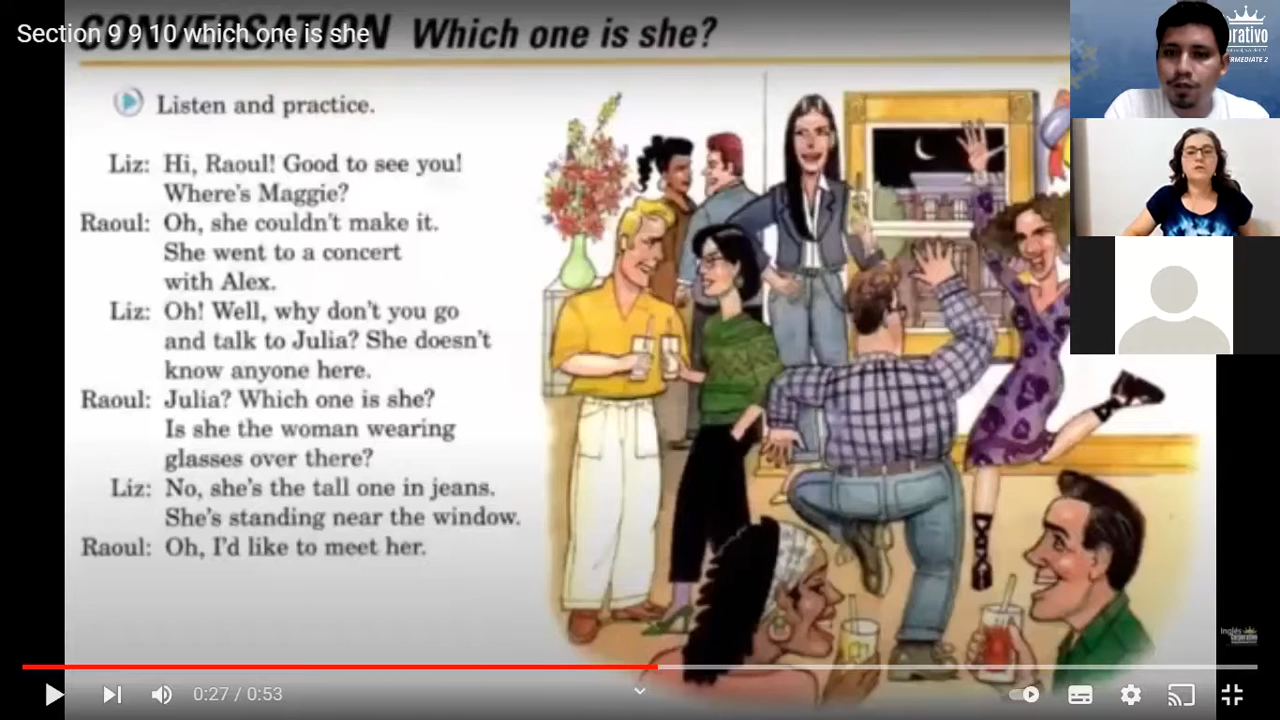 Section 9 9 10 which one is she
CONVERSATION Which one is she?
Listen and practice.
Liz: Hi, Raoul! Good to see you!
Where's Maggie?
Raoul: Oh, she couldn't make it.
She went to a concert
with Alex.
Liz: Oh! Well, why don't you go
and talk to Julia? She doesn't
know anyone here.
Raoul: Julia? Which one is she?
Is she the woman wearing
glasses over there?
Liz: No, she's the tall one in jeans.
She's standing near the window.
Raoul: Oh, I'd like to meet her.
0:27 / 0:53
Inglés
Corporativo